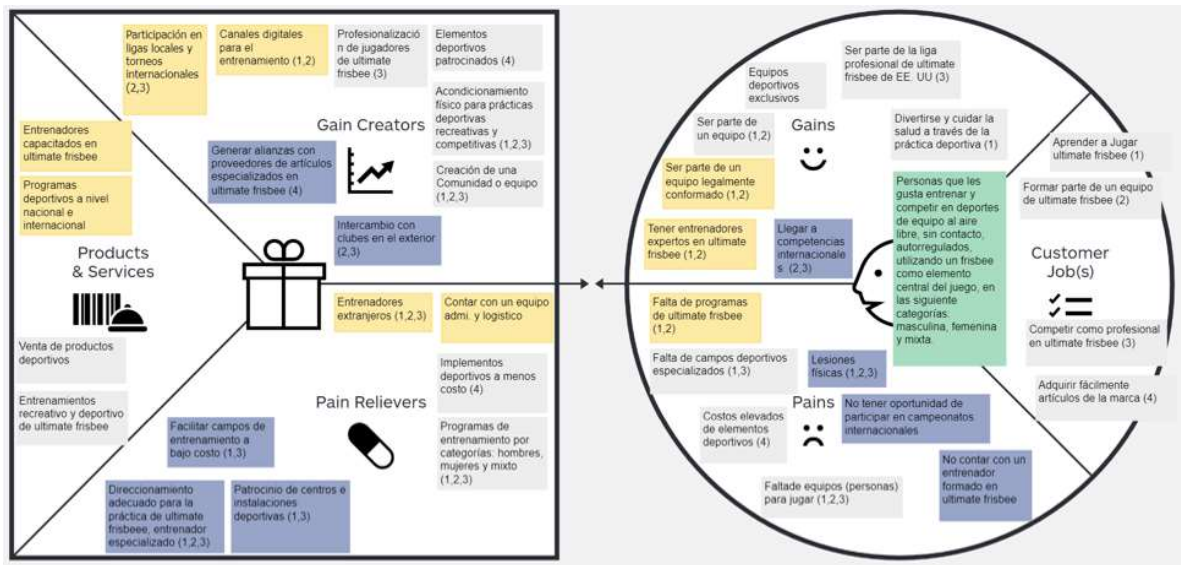 Participación en
ligas locales y
torneos
internacionales
(2,3)
Canales digitales
para el
entrenamiento (1,2)
Profesionalizació
n de jugadores
de ultimate
frisbee (3)
Elementos
deportivos
patrocinados (4)
Acondicionamiento
físico para prácticas
deportivas
recreativas y
competitivas (1,2,3)
Gain Creators
Generar alianzas con
proveedores de artículos
especializados en
ultimate frisbee (4)
Creación de una
Comunidad o equipo
(1,2,3)
Intercambio con
clubes en el exterior
(2,3)
Entrenadores
capacitados en
ultimate frisbee
Programas
deportivos a nivel
nacional e
internacional
Products
& Services
Venta de productos
deportivos
Entrenamientos
recreativo y deportivo
de ultimate frisbee
Entrenadores
extranjeros (1,2,3)
Contar con un equipo
admi. y logistico
Implementos
deportivos a menos
costo (4)
Pain Relievers
Programas de
entrenamiento por
categorías: hombres,
mujeres y mixto
(1,2,3)
Facilitar campos de
entrenamiento a
bajo costo (1,3)
Direccionamiento
adecuado para la
práctica de ultimate
frisbeee, entrenador
especializado (1,2,3)
Patrocinio de centros e
instalaciones
deportivas (1,3)
Ser parte de la liga
profesional de ultimate
frisbee de EE. UU (3)
Equipos
deportivos
exclusivos
Ser parte de
un equipo (1,2)
Gains
Divertirse y cuidar la
salud a través de la
práctica deportiva (1)
Ser parte de un
equipo legalmente
conformado (1,2)
Tener entrenadores
expertos en ultimate
frisbee (1,2)
Llegar a
competencias
internacionale
s (2,3)
Personas que les
gusta entrenar y
competir en deportes
de equipo al aire
libre, sin contacto,
autorregulados,
utilizando un frisbee
como elemento
central del juego, en
las siguiente
categorías:
masculina, femenina
y mixta.
Aprender a Jugar
ultimate frisbee (1)
Formar parte de un equipo
de ultimate frisbee (2)
Customer
Job(s)
Competir como profesional
en ultimate frisbee (3)
Adquirir fácilmente
artículos de la marca (4)
Falta de programas
de ultimate frisbee
(1,2)
Falta de campos deportivos
especializados (1,3)
Lesiones
físicas (1,2,3)
Pains
Costos elevados
de elementos
deportivos (4)
No tener oportunidad de
participar en campeonatos
internacionales
Faltade equipos (personas)
para jugar (1,2,3)
No contar con un
entrenador
formado en
ultimate frisbee